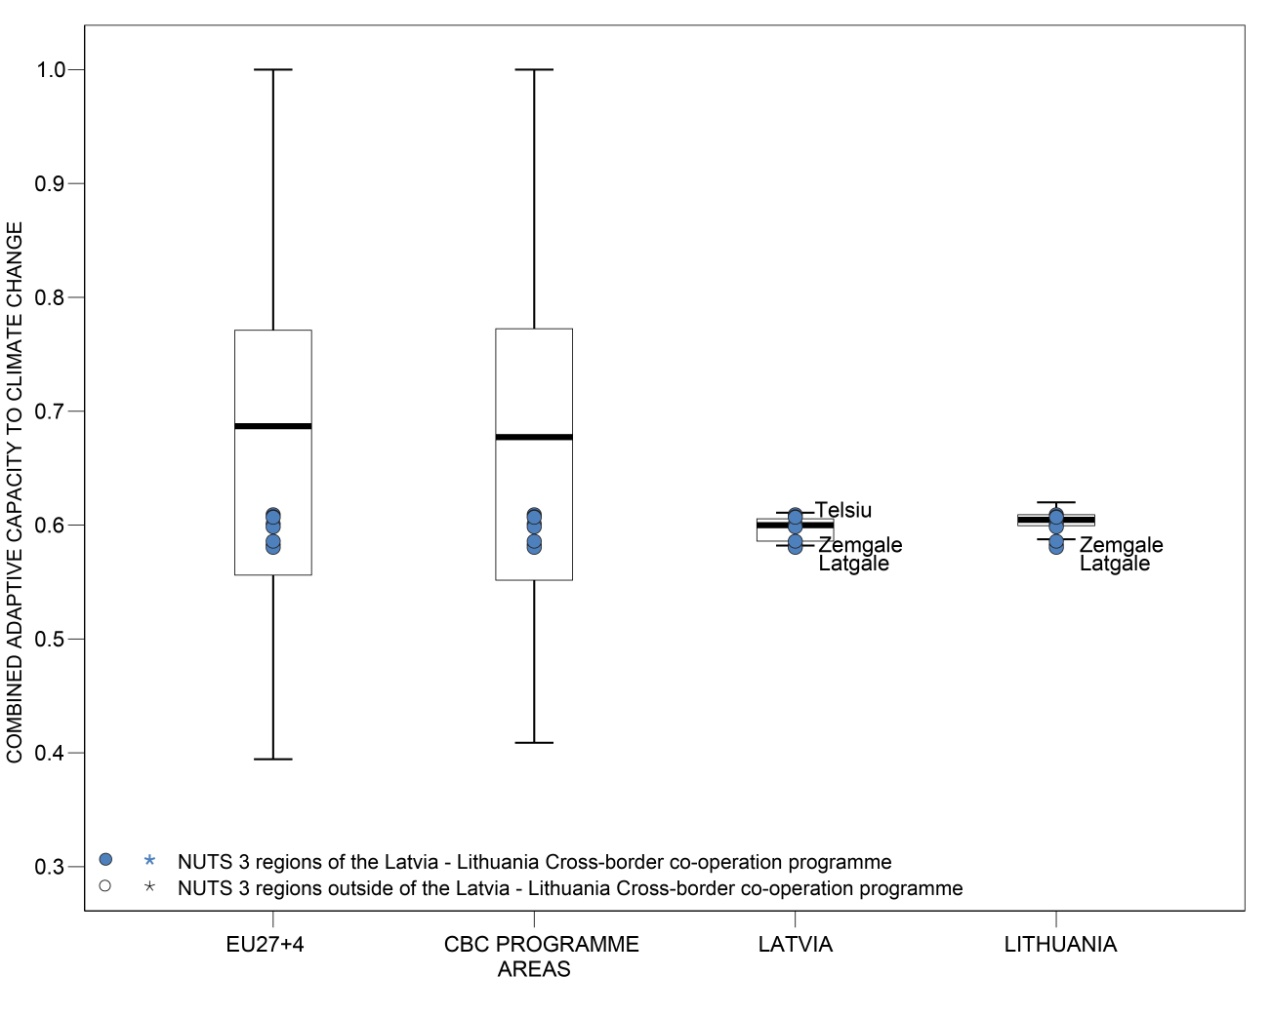 COMBINED ADAPTIVE CAPACITY TO CLIMATE CHANGE
1.0
0.9
0.8
0.7
0.6
0.5
0.4
0.3
Telsiu
Zemgale
Latgale
Zemgale
Latgale
* NUTS 3 regions of the Latvia - Lithuania Cross-border co-operation programme
* NUTS 3 regions outside of the Latvia - Lithuania Cross-border co-operation programme
EU27+4
CBC PROGRAMME
AREAS
LATVIA
LITHUANIA